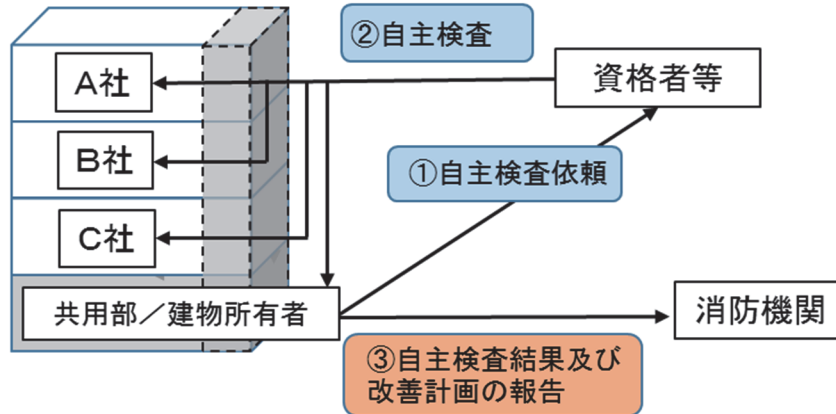 ②自主検査
A社
資格者等
B社
①自主検査依頼
C社
共用部／建物所有者
消防機関
③自主検査結果及び
改善計画の報告